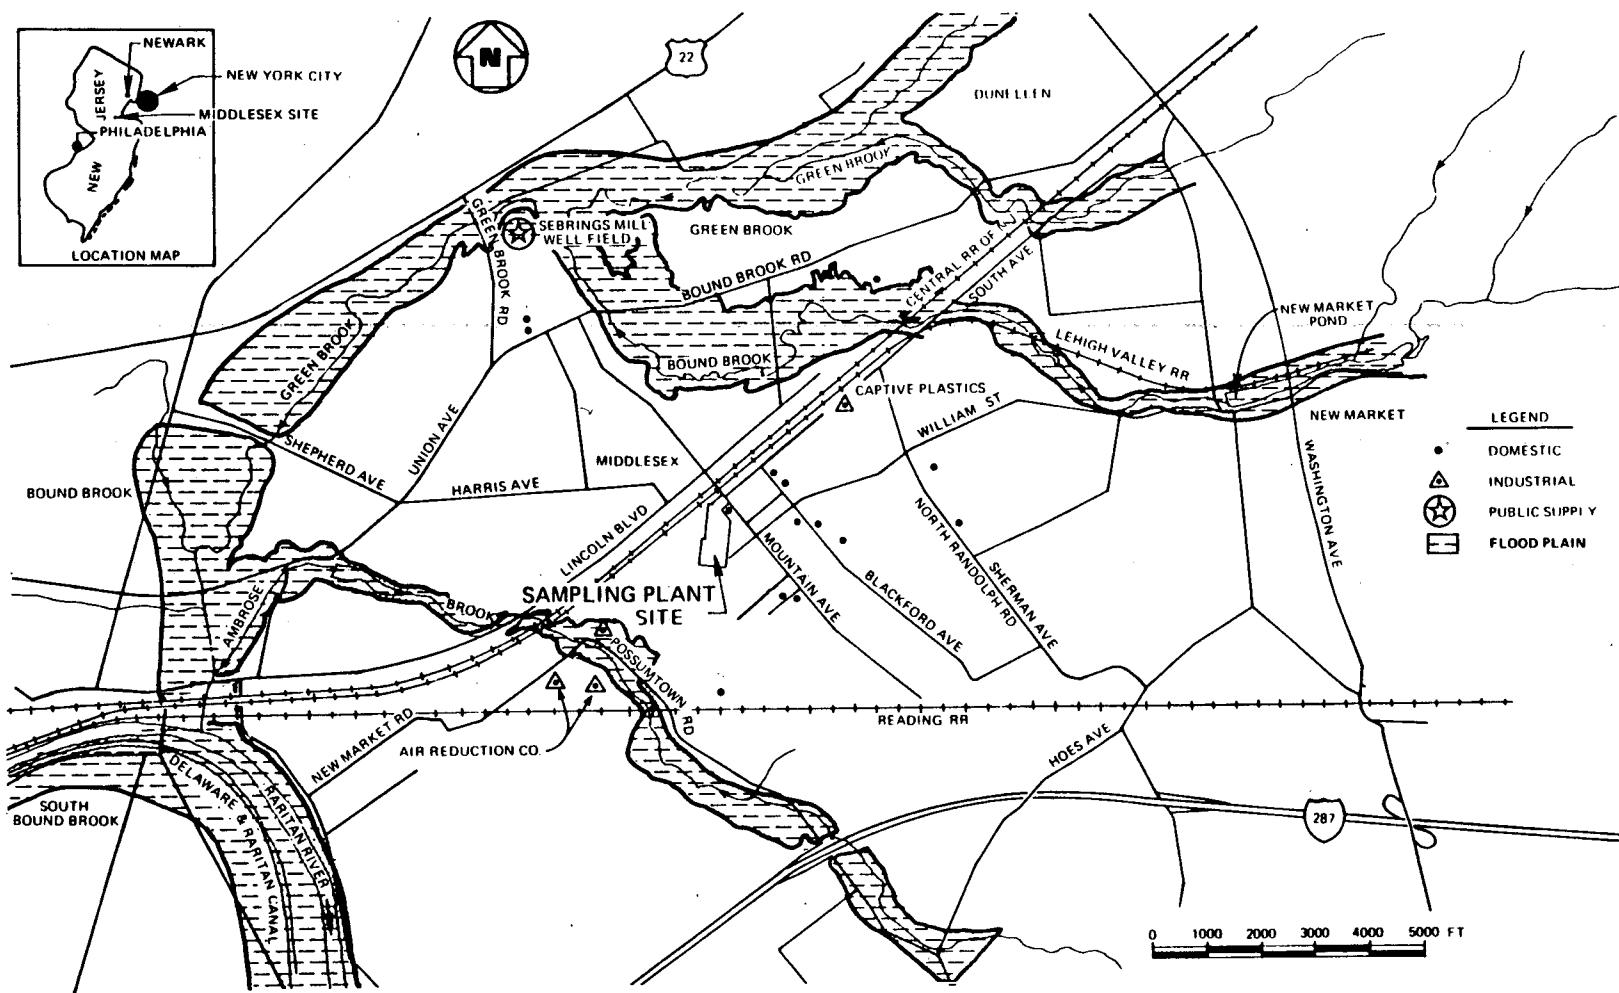 NEWARK
NEW YORK CITY
NEW JERSEY
MIDDLESEX SITE
PHILADELPHIA
LOCATION MAP
N
22
DUNELLEN
GREEN BROOK
GREEN BROOK RD
SEBRINGS MILL
WELL FIELD
GREEN BROOK
BOUND BROOK RD
CENTRAL RR OF N.J.
SOUTH AVE
NEW MARKET
POND
LEHIGH VALLEY RR
GREEN BROOK
BOUND BROOK
CAPTIVE PLASTICS
WILLIAM ST
NEW MARKET
SHEPHERD AVE
UNION AVE
HARRIS AVE
MIDDLESEX
BOUND BROOK
WASHINGTON AVE
LEGEND
DOMESTIC
INDUSTRIAL
PUBLIC SUPPLY
FLOOD PLAIN
LINCOLN BLVD
MOUNTAIN AVE
BLACKFORD AVE
NORTH RANDOLPH RD
SHERMAN AVE
SAMPLING PLANT
SITE
AMBROSE
BROOK
POSSUMTOWN RD
READING RR
NEW MARKET RD
AIR REDUCTION CO.
HOES AVE
SOUTH
BOUND BROOK
DELAWARE & RARITAN CANAL
RARITAN RIVER
287
0 1000 2000 3000 4000 5000 FT